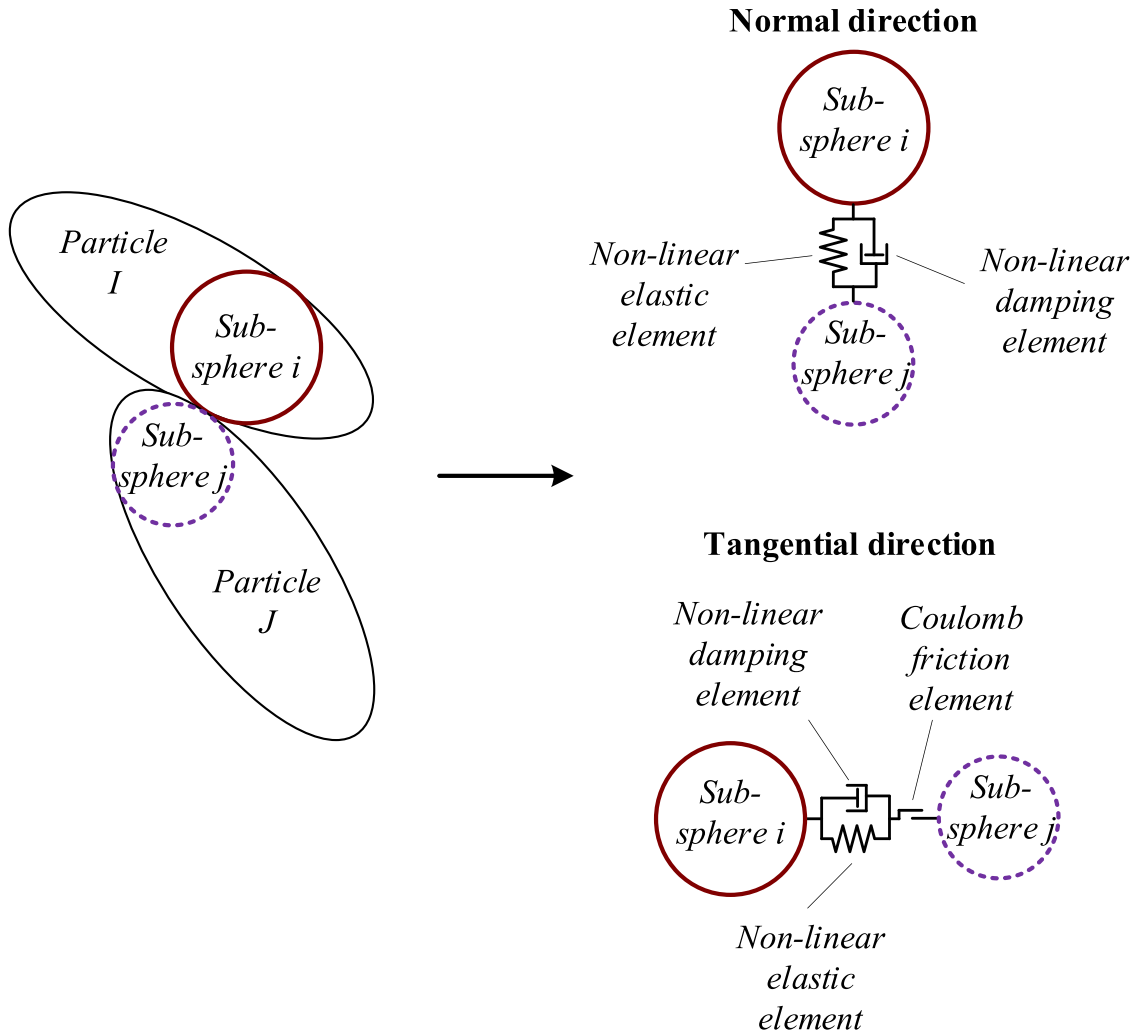 Normal direction
Sub-
sphere i
Non-linear
elastic
element
Non-linear
damping
element
Sub-
sphere j
Particle
I
Sub-
sphere i
Sub-
sphere j
Particle
J
Tangential direction
Non-linear
damping
element
Coulomb
friction
element
Sub-
sphere i
Sub-
sphere j
Non-linear
elastic
element